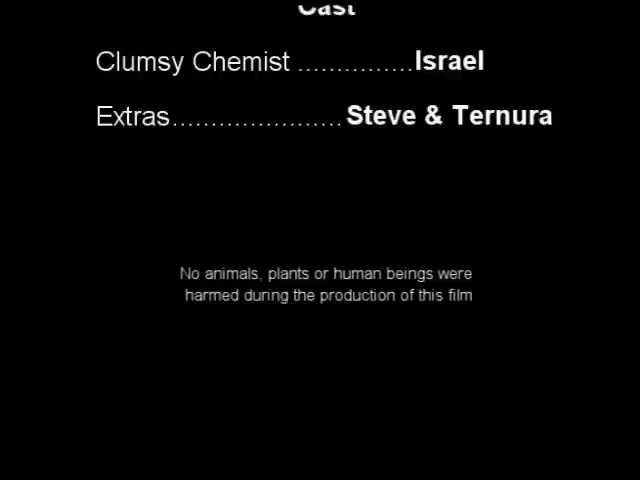 Cast
Clumsy Chemist ...............Israel
Extras...................... Steve & Ternura
No animals, plants or human beings were
harmed during the production of this film